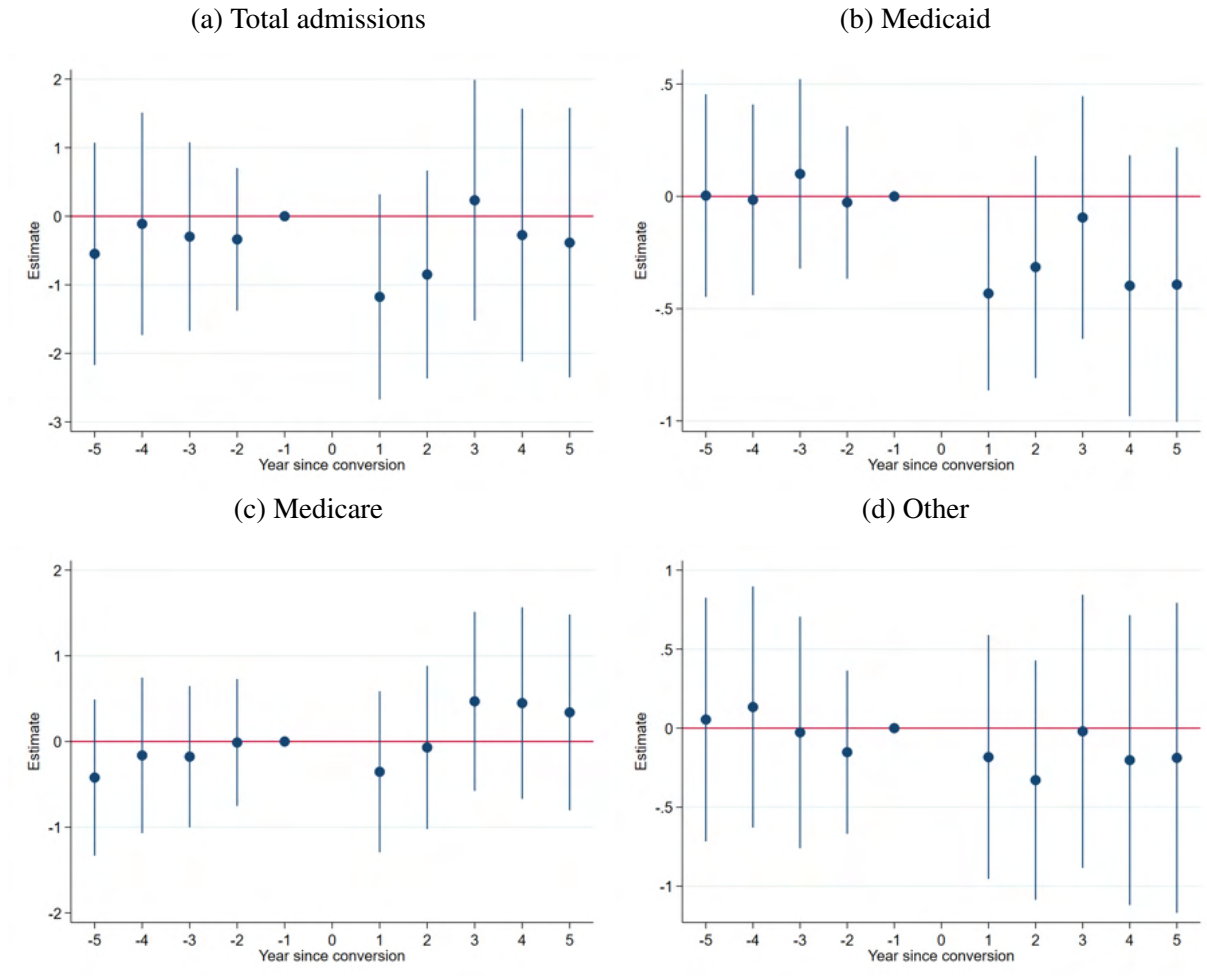 (a) Total admissions
2
1
0
-1
-2
-3
Estimate
-5 -4 -3 -2 -1 0 1 2 3 4 5
Year since conversion
(b) Medicaid
.5
0
-.5
-1
Estimate
-5 -4 -3 -2 -1 0 1 2 3 4 5
Year since conversion
(c) Medicare
2
1
0
-1
-2
Estimate
-5 -4 -3 -2 -1 0 1 2 3 4 5
Year since conversion
(d) Other
1
.5
0
-.5
-1
Estimate
-5 -4 -3 -2 -1 0 1 2 3 4 5
Year since conversion